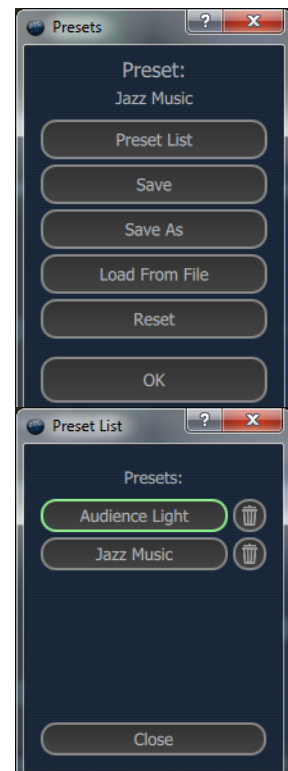 Presets
Preset:
Jazz Music
Preset List
Save
Save As
Load From File
Reset
OK
Preset List
Presets:
Audience Light
Jazz Music
Close